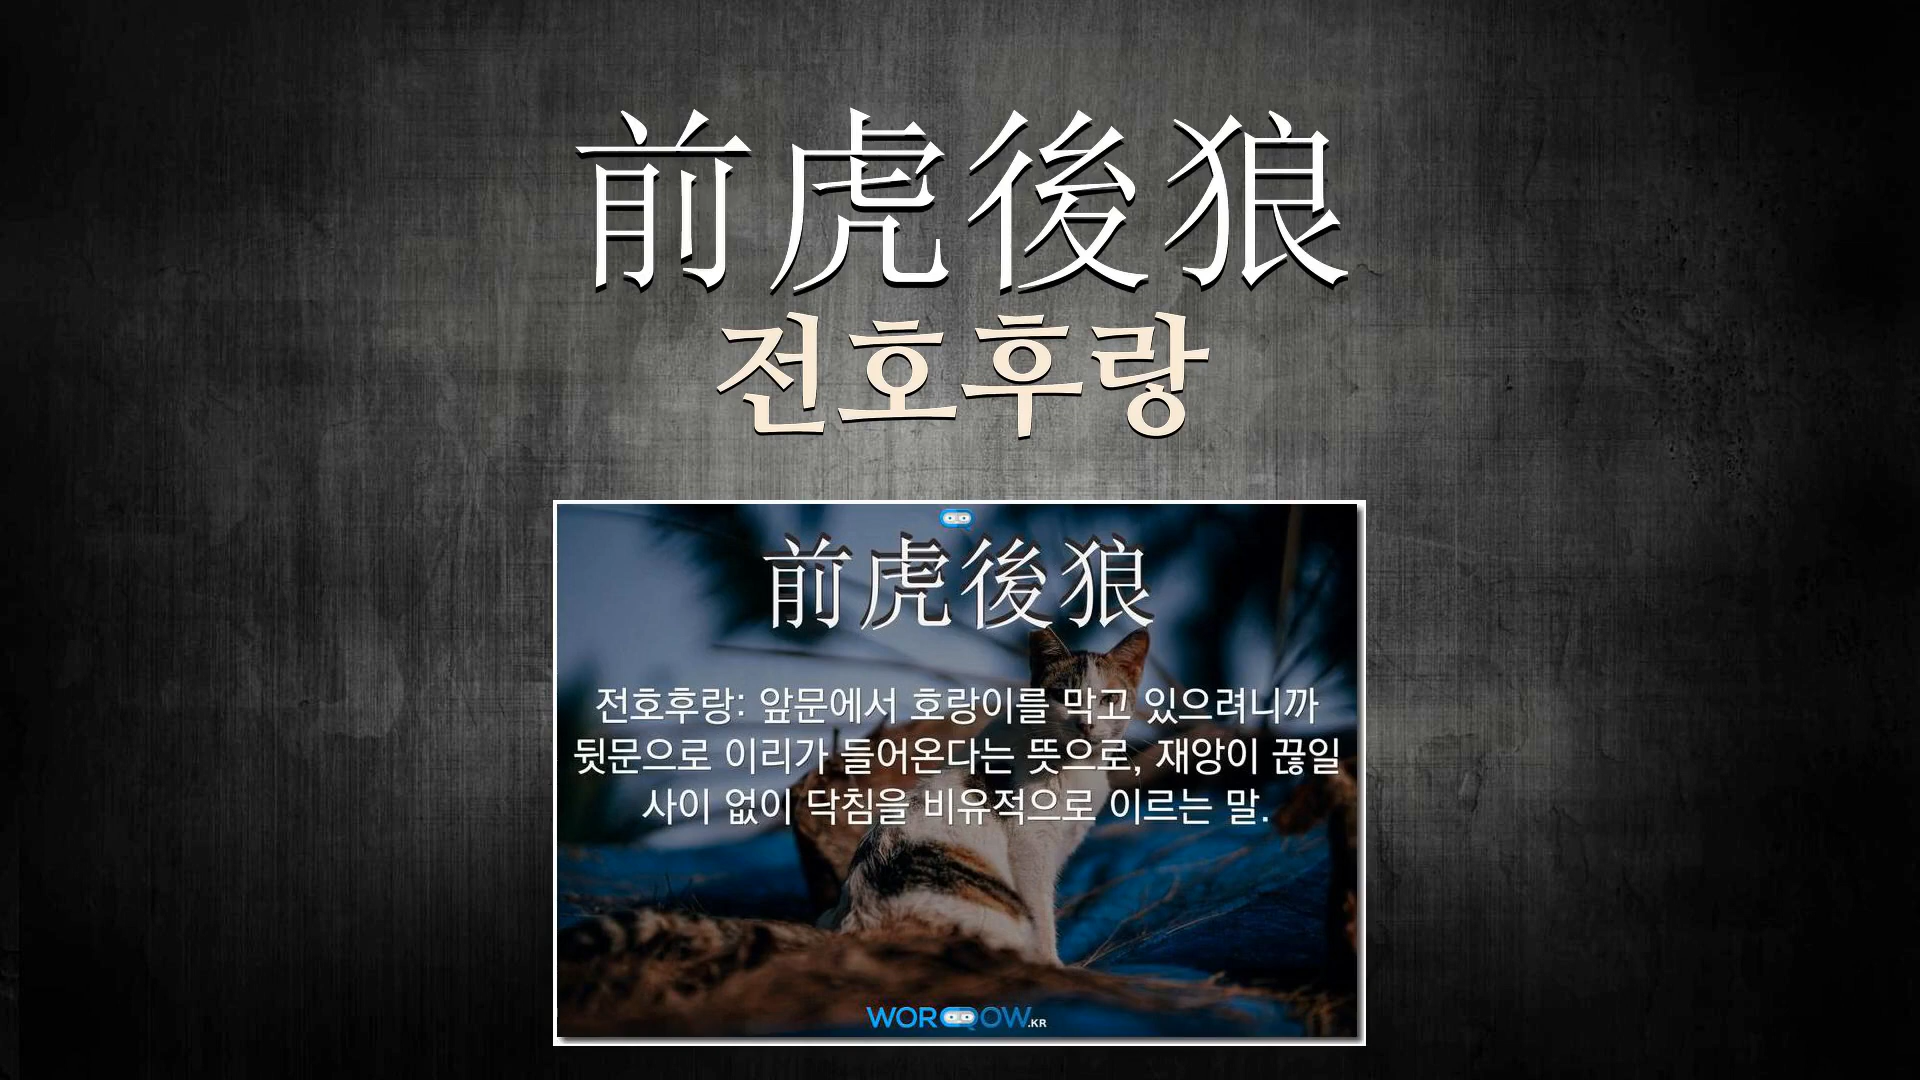 前虎後狼
전호후랑
前虎後狼
전호후랑: 앞문에서 호랑이를 막고 있으려니까
뒷문으로 이리가 들어온다는 뜻으로, 재앙이 끊일
사이 없이 닥침을 비유적으로 이르는 말.
WORQOW.KR